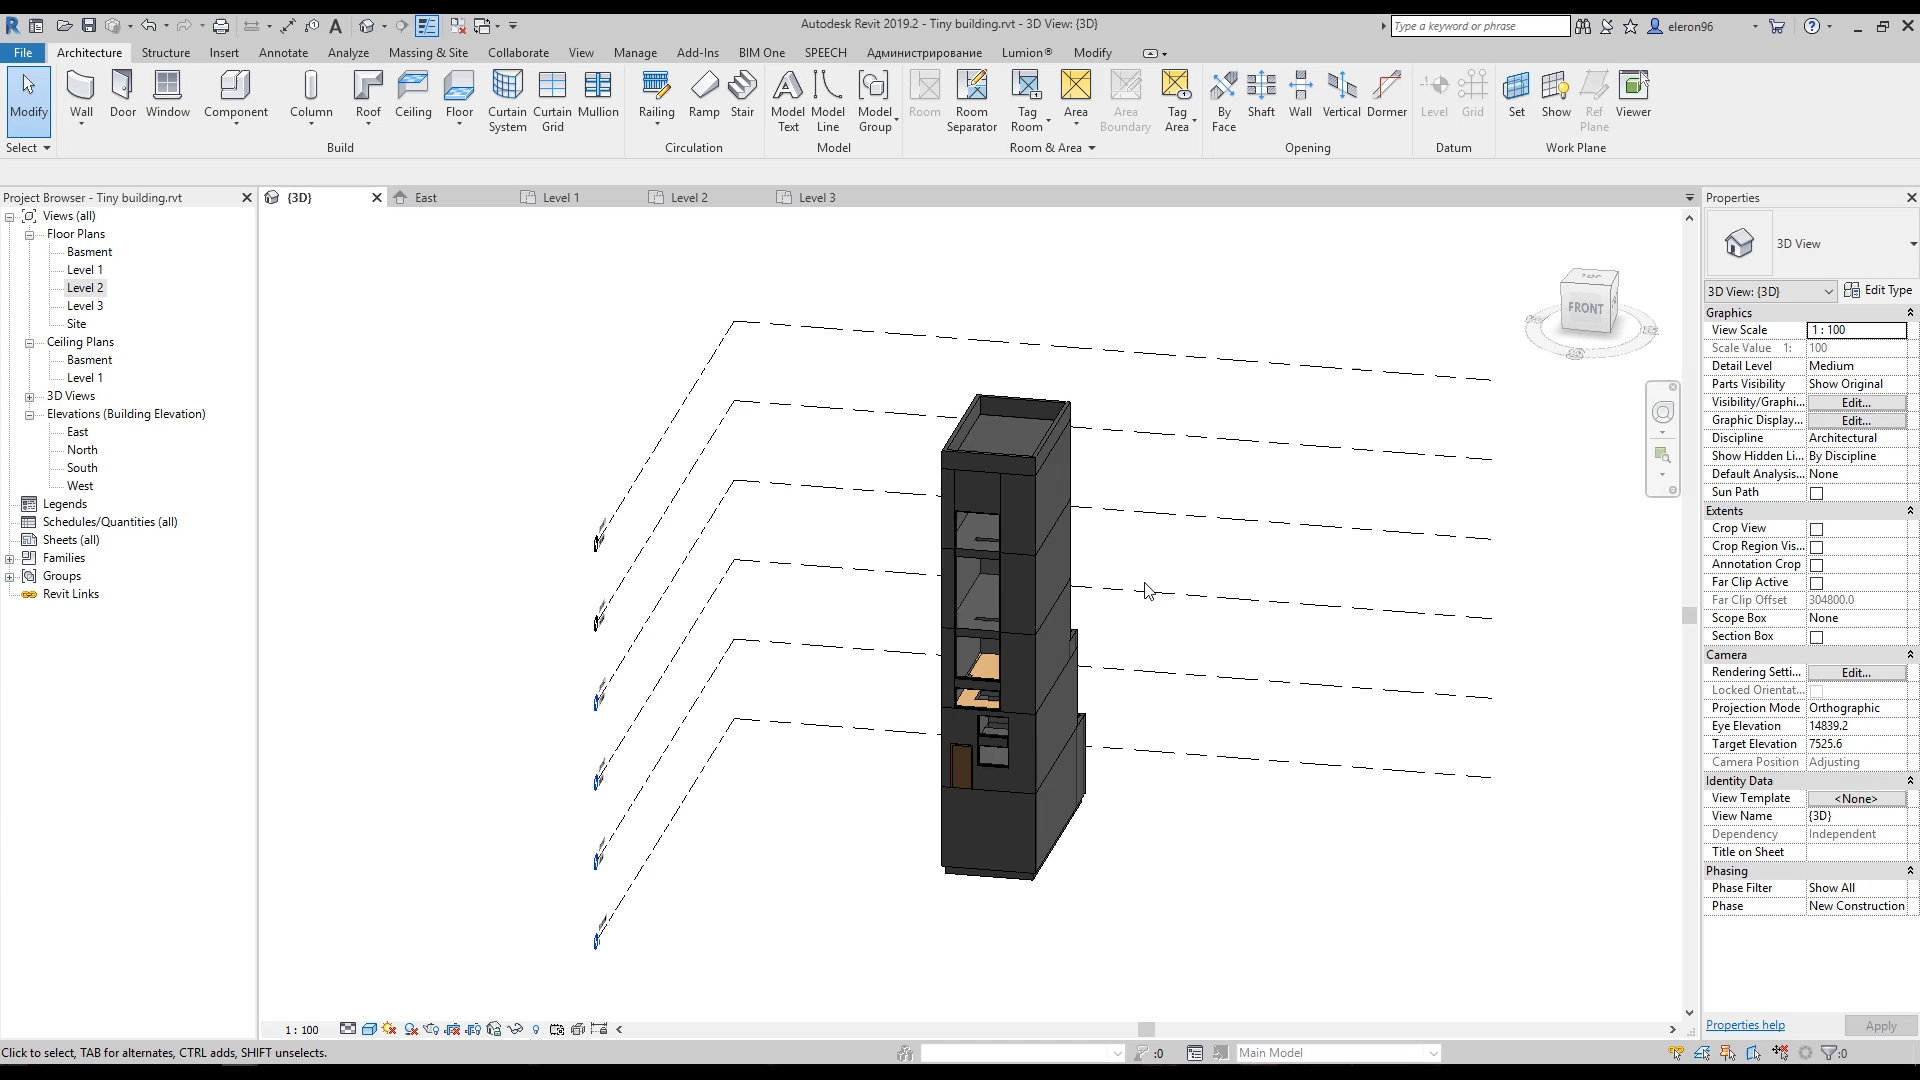 Autodesk Revit 2019.2 - Tiny building.rvt - 3D View: {3D}
Type a keyword or phrase
eleron96
File Architecture Structure Insert Annotate Analyze Massing & Site Collaborate View Manage Add-Ins BIM One SPEECH Администрирование Lumion® Modify
Modify
Wall
Door
Window
Component
Column
Roof
Ceiling
Floor
Curtain System
Curtain Grid
Mullion
Railing
Ramp
Stair
Model Text
Model Line
Model Group
Room
Room Separator
Tag Room
Area
Area Boundary
Tag Area
By Face
Shaft
Wall
Vertical
Dormer
Level
Grid
Set
Show
Ref Plane
Viewer
Select Build Circulation Model Room & Area Opening Datum Work Plane
Project Browser - Tiny building.rvt
Views (all)
Floor Plans
Basment
Level 1
Level 2
Level 3
Site
Ceiling Plans
Basment
Level 1
3D Views
Elevations (Building Elevation)
East
North
South
West
Legends
Schedules/Quantities (all)
Sheets (all)
Families
Groups
Revit Links
{3D} East Level 1 Level 2 Level 3
TOP
FRONT
Properties
3D View
3D View: {3D} Edit Type
Graphics
View Scale 1 : 100
Scale Value 1: 100
Detail Level Medium
Parts Visibility Show Original
Visibility/Graphi... Edit...
Graphic Display... Edit...
Discipline Architectural
Show Hidden Li... By Discipline
Default Analysis... None
Sun Path
Extents
Crop View
Crop Region Vis...
Annotation Crop
Far Clip Active
Far Clip Offset 304800.0
Scope Box None
Section Box
Camera
Rendering Setti... Edit...
Locked Orientat...
Projection Mode Orthographic
Eye Elevation 14839.2
Target Elevation 7525.6
Camera Position Adjusting
Identity Data
View Template <None>
View Name {3D}
Dependency Independent
Title on Sheet
Phasing
Phase Filter Show All
Phase New Construction
Properties help Apply
1 : 100
Click to select, TAB for alternates, CTRL adds, SHIFT unselects.
:0
Main Model
:0